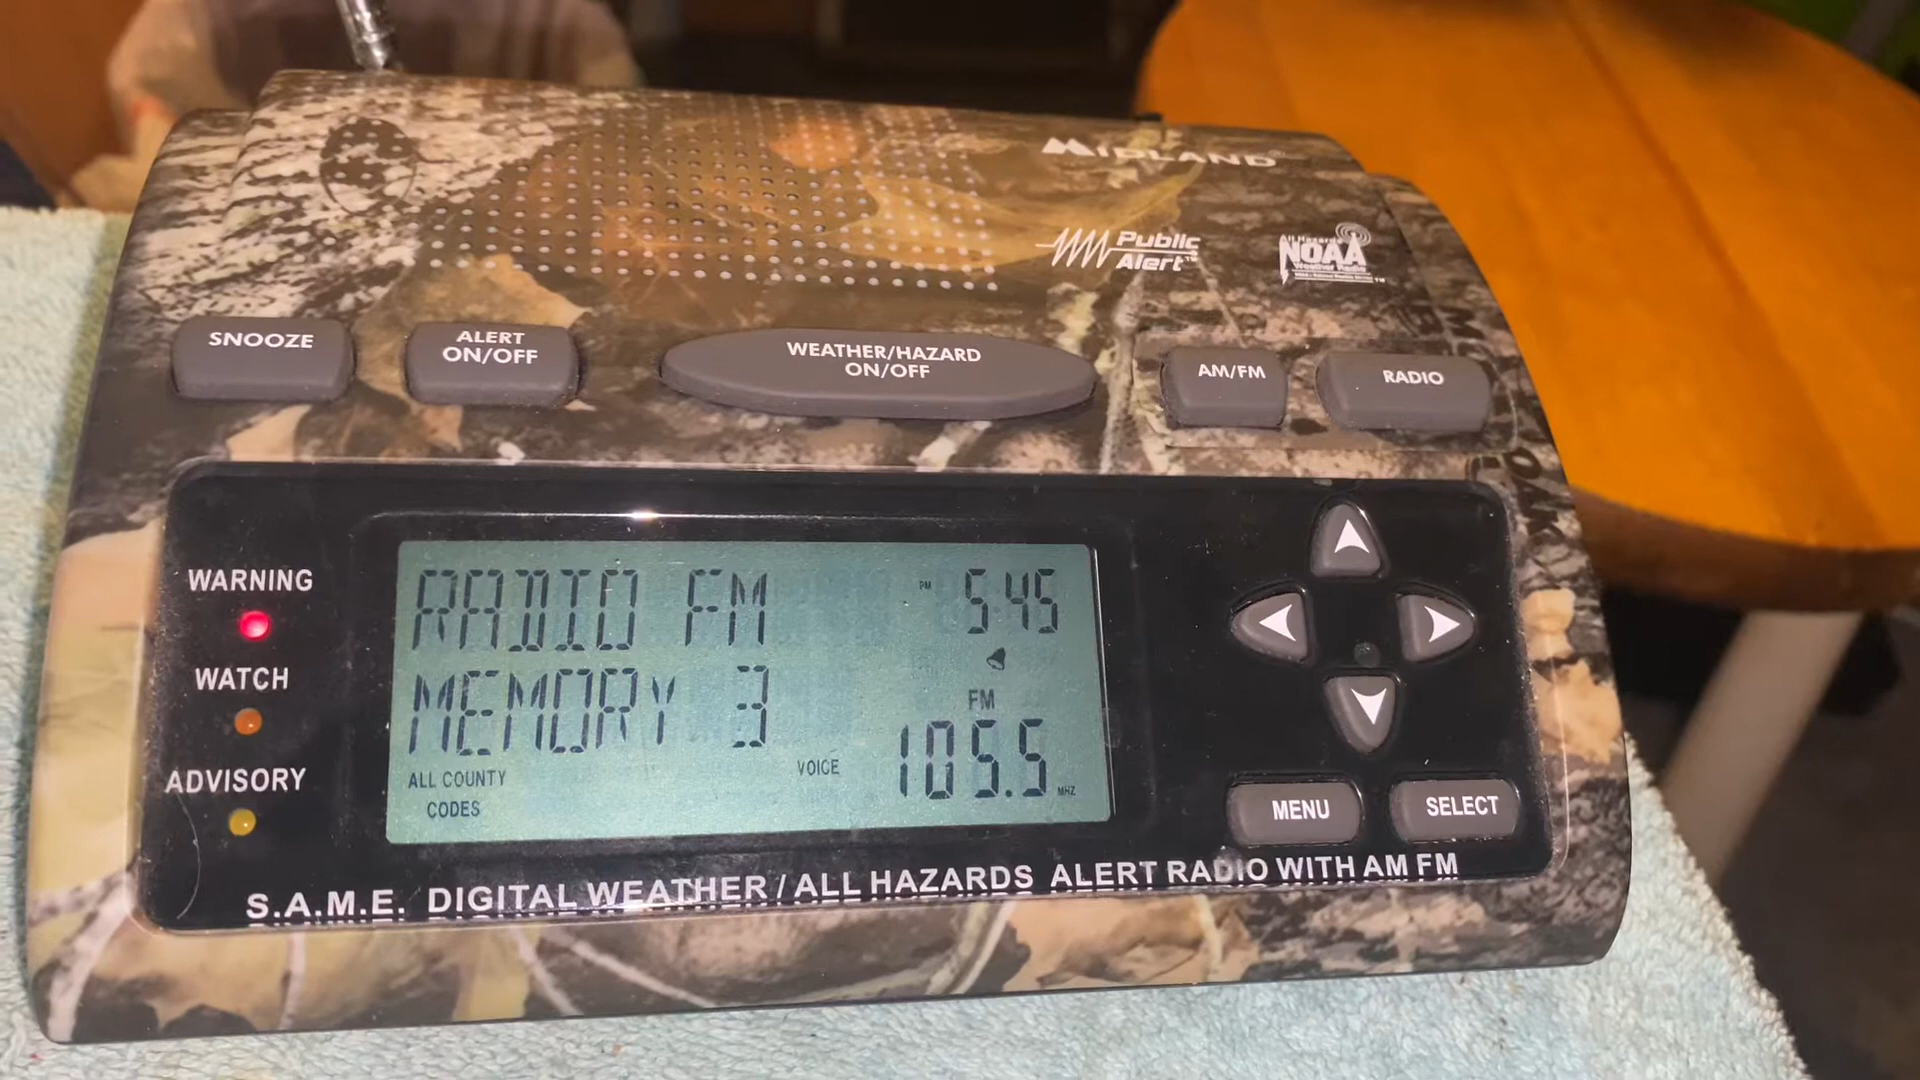 MIDLAND
Public
Alert™
All Hazards
NOAA
Weather Radio
SNOOZE
ALERT
ON/OFF
WEATHER/HAZARD
ON/OFF
AM/FM
RADIO
WARNING
WATCH
ADVISORY
RADIO FM
PM 5:45
MEMORY 3
FM
105.5 MHZ
VOICE
ALL COUNTY
CODES
MENU
SELECT
S.A.M.E. DIGITAL WEATHER / ALL HAZARDS ALERT RADIO WITH AM FM